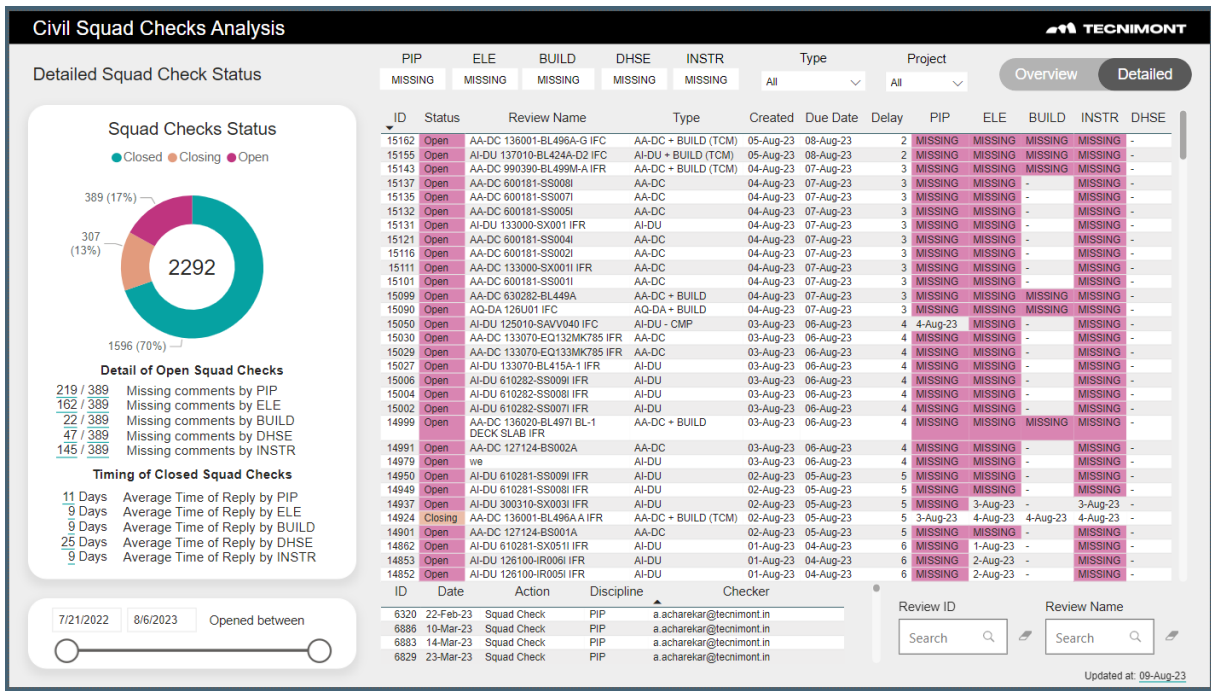 Civil Squad Checks Analysis
TECNIMONT
Detailed Squad Check Status
PIP ELE BUILD DHSE INSTR Type Project
MISSING MISSING MISSING MISSING MISSING All All
Overview Detailed
Squad Checks Status
Closed Closing Open
389 (17%)
307
(13%)
2292
1596 (70%)
Detail of Open Squad Checks
219 / 389 Missing comments by PIP
162 / 389 Missing comments by ELE
22 / 389 Missing comments by BUILD
47 / 389 Missing comments by DHSE
145 / 389 Missing comments by INSTR
Timing of Closed Squad Checks
11 Days Average Time of Reply by PIP
9 Days Average Time of Reply by ELE
9 Days Average Time of Reply by BUILD
25 Days Average Time of Reply by DHSE
9 Days Average Time of Reply by INSTR
7/21/2022 8/6/2023 Opened between
ID Status Review Name Type Created Due Date Delay PIP ELE BUILD INSTR DHSE
15162 Open AA-DC 136001-BL496A-G IFC AA-DC + BUILD (TCM) 05-Aug-23 08-Aug-23 2 MISSING MISSING MISSING MISSING -
15155 Open AI-DU 137010-BL424A-D2 IFC AI-DU + BUILD (TCM) 05-Aug-23 08-Aug-23 2 MISSING MISSING MISSING MISSING -
15143 Open AA-DC 990390-BL499M-A IFR AA-DC + BUILD (TCM) 04-Aug-23 07-Aug-23 3 MISSING MISSING MISSING MISSING -
15137 Open AA-DC 600181-SS008I AA-DC 04-Aug-23 07-Aug-23 3 MISSING MISSING - MISSING -
15135 Open AA-DC 600181-SS007I AA-DC 04-Aug-23 07-Aug-23 3 MISSING MISSING - MISSING -
15132 Open AA-DC 600181-SS005I AA-DC 04-Aug-23 07-Aug-23 3 MISSING MISSING - MISSING -
15131 Open AI-DU 133000-SX001 IFR AI-DU 04-Aug-23 07-Aug-23 3 MISSING MISSING - MISSING -
15121 Open AA-DC 600181-SS004I AA-DC 04-Aug-23 07-Aug-23 3 MISSING MISSING - MISSING -
15116 Open AA-DC 600181-SS002I AA-DC 04-Aug-23 07-Aug-23 3 MISSING MISSING - MISSING -
15111 Open AA-DC 133000-SX001I IFR AA-DC 04-Aug-23 07-Aug-23 3 MISSING MISSING - MISSING -
15101 Open AA-DC 600181-SS001I AA-DC 04-Aug-23 07-Aug-23 3 MISSING MISSING - MISSING -
15099 Open AA-DC 630282-BL449A AA-DC + BUILD 04-Aug-23 07-Aug-23 3 MISSING MISSING MISSING MISSING -
15090 Open AQ-DA 126U01 IFC AQ-DA + BUILD 04-Aug-23 07-Aug-23 3 MISSING MISSING MISSING MISSING -
15050 Open AI-DU 125010-SAVV040 IFC AI-DU - CMP 03-Aug-23 06-Aug-23 4 4-Aug-23 MISSING - MISSING -
15030 Open AA-DC 133070-EQ132MK785 IFR AA-DC 03-Aug-23 06-Aug-23 4 MISSING MISSING - MISSING -
15029 Open AA-DC 133070-EQ133MK785 IFR AA-DC 03-Aug-23 06-Aug-23 4 MISSING MISSING - MISSING -
15027 Open AI-DU 133070-BL415A-1 IFR AI-DU 03-Aug-23 06-Aug-23 4 MISSING MISSING - MISSING -
15006 Open AI-DU 610282-SS009I IFR AI-DU 03-Aug-23 06-Aug-23 4 MISSING MISSING - MISSING -
15004 Open AI-DU 610282-SS008I IFR AI-DU 03-Aug-23 06-Aug-23 4 MISSING MISSING - MISSING -
15002 Open AI-DU 610282-SS007I IFR AI-DU 03-Aug-23 06-Aug-23 4 MISSING MISSING - MISSING -
14999 Open AA-DC 136020-BL497I BL-1 AA-DC + BUILD 03-Aug-23 06-Aug-23 4 MISSING MISSING MISSING MISSING -
DECK SLAB IFR
14991 Open AA-DC 127124-BS002A AA-DC 03-Aug-23 06-Aug-23 4 MISSING MISSING - MISSING -
14979 Open we AI-DU 03-Aug-23 06-Aug-23 4 MISSING MISSING - MISSING -
14950 Open AI-DU 610281-SS009I IFR AI-DU 02-Aug-23 05-Aug-23 5 MISSING MISSING - MISSING -
14949 Open AI-DU 610281-SS008I IFR AI-DU 02-Aug-23 05-Aug-23 5 MISSING MISSING - MISSING -
14937 Open AI-DU 300310-SX003I IFR AI-DU 02-Aug-23 05-Aug-23 5 MISSING 3-Aug-23 - 3-Aug-23 -
14924 Closing AA-DC 136001-BL496A A IFR AA-DC + BUILD (TCM) 02-Aug-23 05-Aug-23 5 3-Aug-23 4-Aug-23 4-Aug-23 4-Aug-23 -
14901 Open AA-DC 127124-BS001A AA-DC 02-Aug-23 05-Aug-23 5 MISSING MISSING - MISSING -
14862 Open AI-DU 610281-SX051I IFR AI-DU 01-Aug-23 04-Aug-23 6 MISSING 1-Aug-23 - MISSING -
14853 Open AI-DU 126100-IR006I IFR AI-DU 01-Aug-23 04-Aug-23 6 MISSING 2-Aug-23 - MISSING -
14852 Open AI-DU 126100-IR005I IFR AI-DU 01-Aug-23 04-Aug-23 6 MISSING 2-Aug-23 - MISSING -
ID Date Action Discipline Checker
6320 22-Feb-23 Squad Check PIP a.acharekar@tecnimont.in
6886 10-Mar-23 Squad Check PIP a.acharekar@tecnimont.in
6883 14-Mar-23 Squad Check PIP a.acharekar@tecnimont.in
6829 23-Mar-23 Squad Check PIP a.acharekar@tecnimont.in
Review ID Review Name
Search Search
Updated at: 09-Aug-23